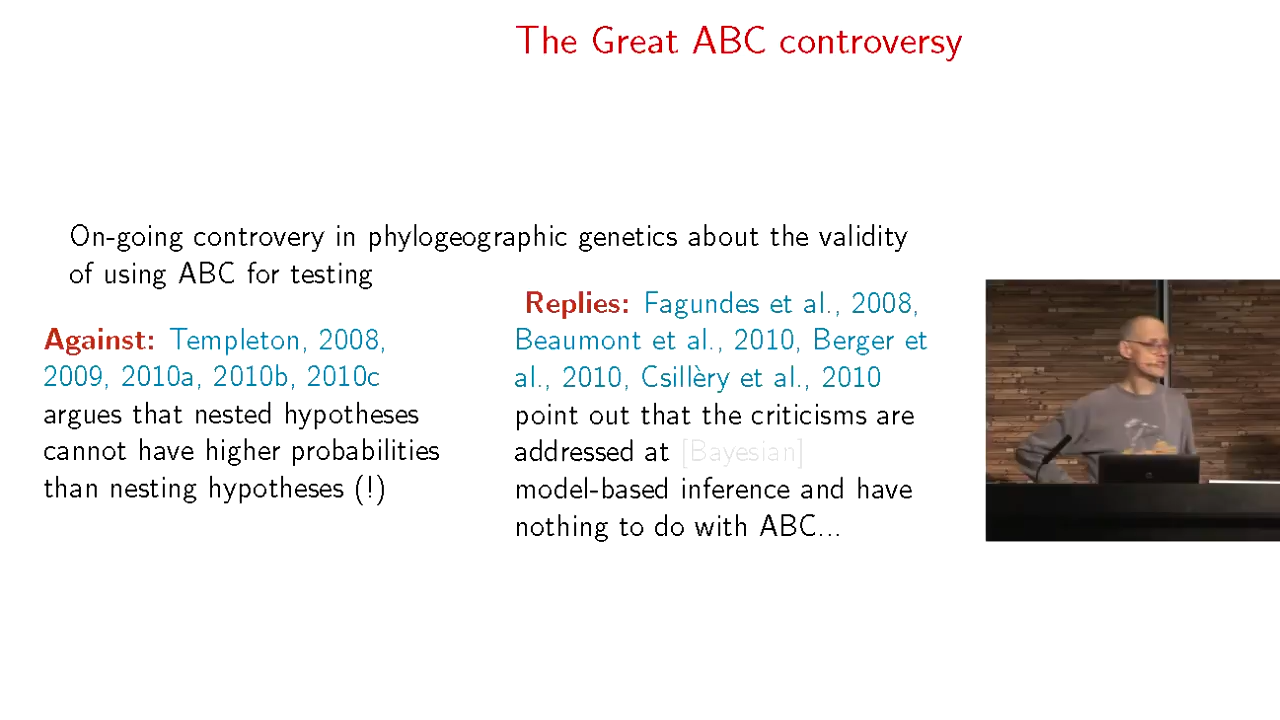 The Great ABC controversy
On-going controvery in phylogeographic genetics about the validity
of using ABC for testing
Against: Templeton, 2008,
2009, 2010a, 2010b, 2010c
argues that nested hypotheses
cannot have higher probabilities
than nesting hypotheses (!)
Replies: Fagundes et al., 2008,
Beaumont et al., 2010, Berger et
al., 2010, Csillèry et al., 2010
point out that the criticisms are
addressed at [Bayesian]
model-based inference and have
nothing to do with ABC...